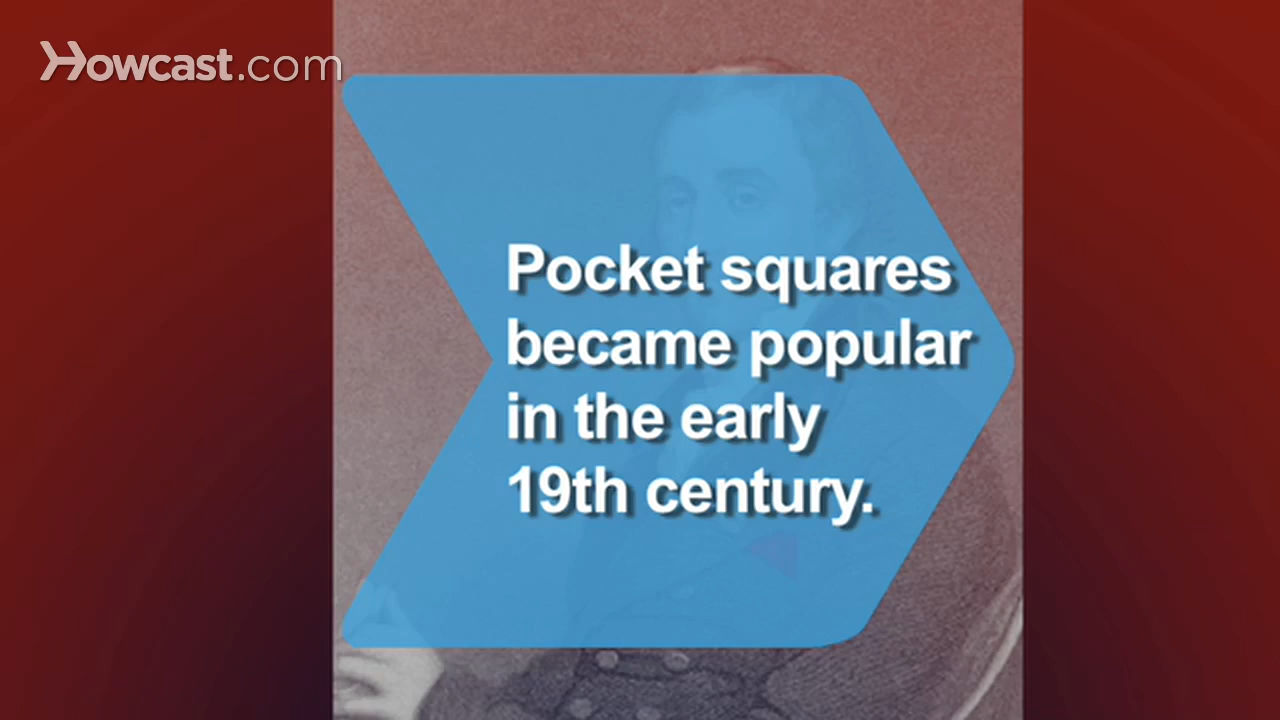 Howcast.com
Pocket squares
became popular
in the early
19th century.